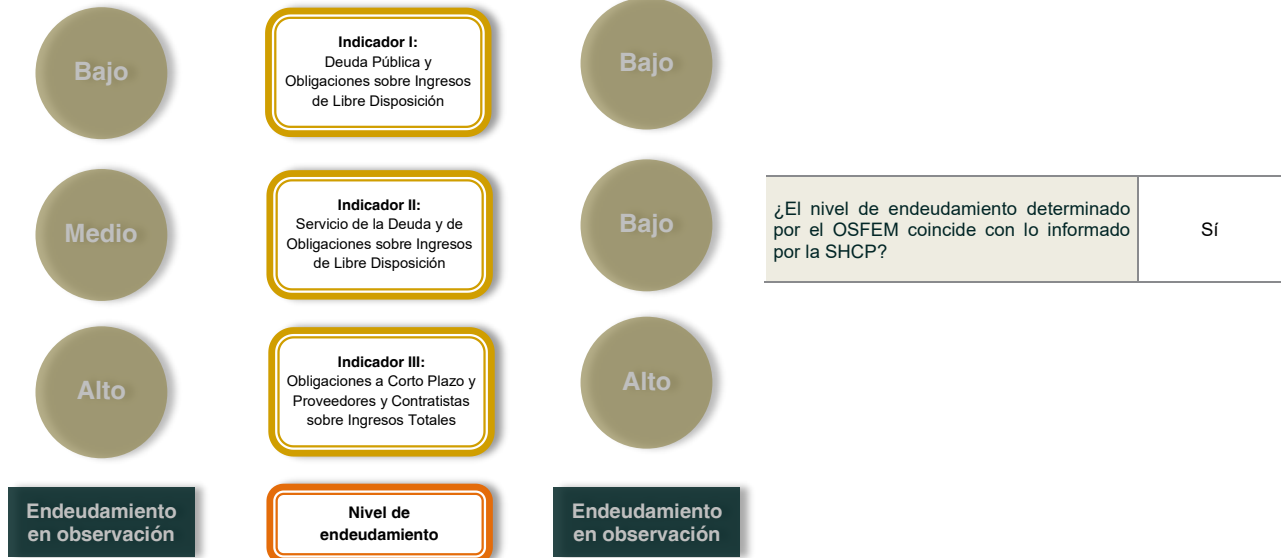 Bajo
Indicador I:
Deuda Pública y
Obligaciones sobre Ingresos
de Libre Disposición
Bajo
Medio
Indicador II:
Servicio de la Deuda y de
Obligaciones sobre Ingresos
de Libre Disposición
Bajo
¿El nivel de endeudamiento determinado
por el OSFEM coincide con lo informado
por la SHCP?
Sí
Alto
Indicador III:
Obligaciones a Corto Plazo y
Proveedores y Contratistas
sobre Ingresos Totales
Alto
Endeudamiento
en observación
Nivel de
endeudamiento
Endeudamiento
en observación